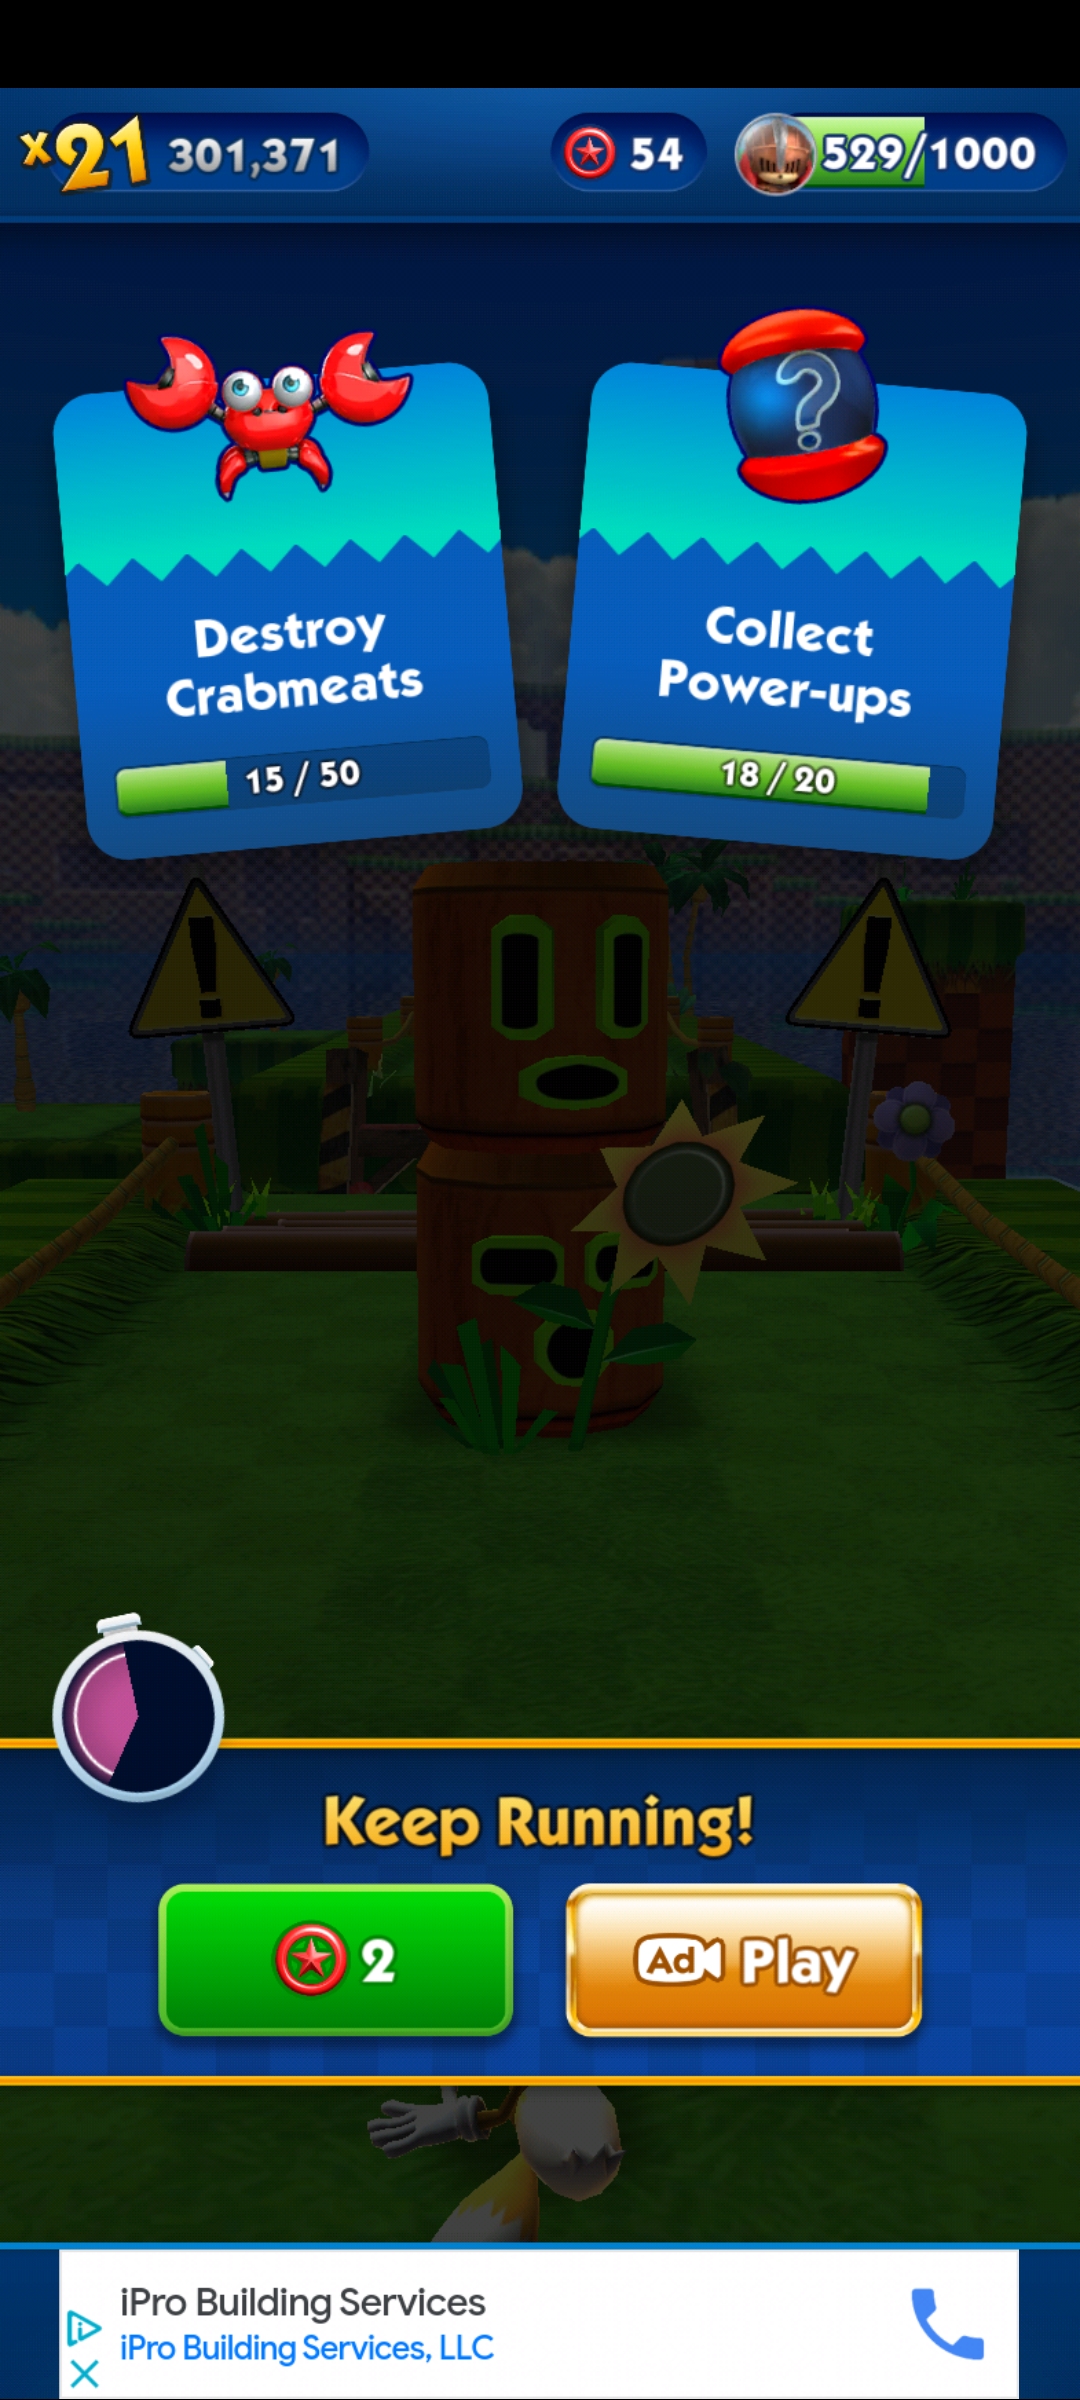 x21 301,371
54
529/1000
?
Destroy
Crabmeats
15 / 50
Collect
Power-ups
18 / 20
!
!
Keep Running!
2
Ad Play
iPro Building Services
iPro Building Services, LLC